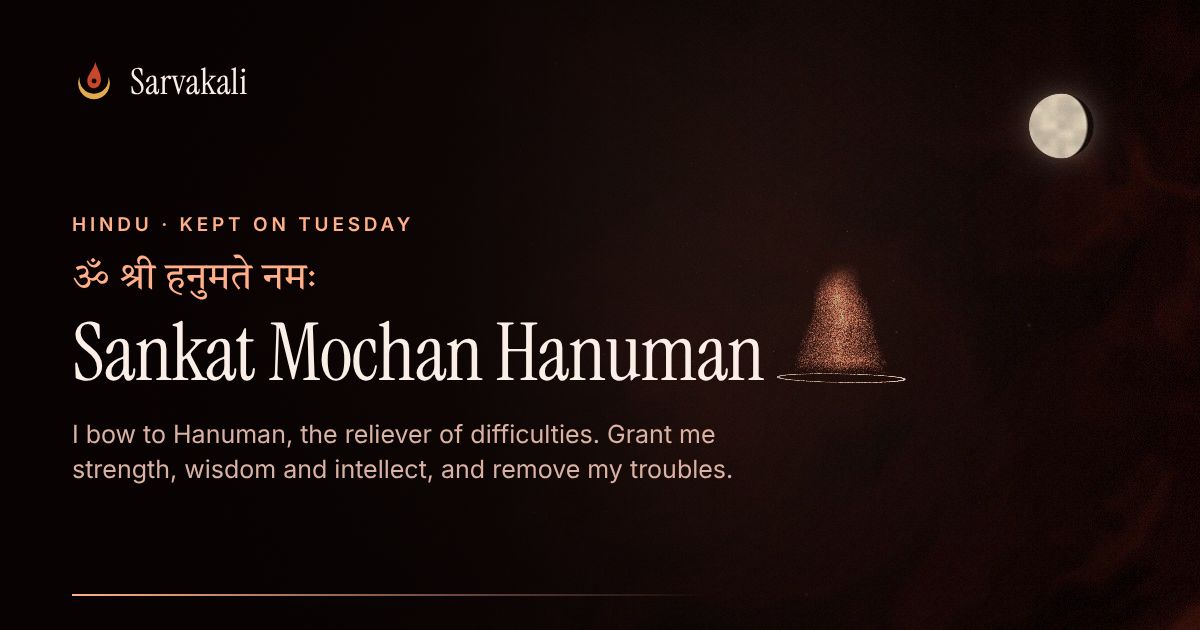 Sarvakali
HINDU · KEPT ON TUESDAY
ॐ श्री हनुमते नमः
Sankat Mochan Hanuman
I bow to Hanuman, the reliever of difficulties. Grant me
strength, wisdom and intellect, and remove my troubles.